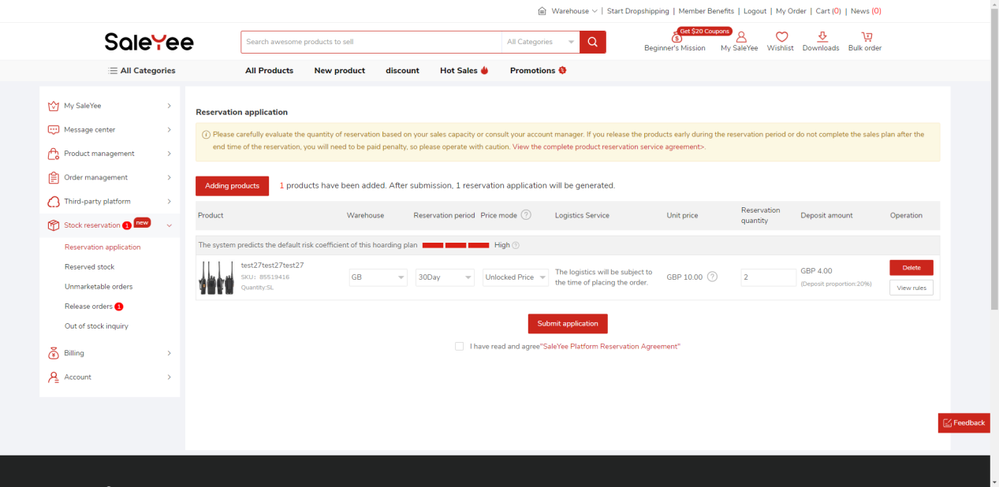 Warehouse | Start Dropshipping | Member Benefits | Logout | My Order | Cart (0) | News (0)
SaleYee
Search awesome products to sell
All Categories
Get $20 Coupons
Beginner's Mission
My SaleYee
Wishlist
Downloads
Bulk order
All Categories
All Products
New product
discount
Hot Sales
Promotions
My SaleYee
Message center
Product management
Order management
Third-party platform
Stock reservation 1 new
Reservation application
Reserved stock
Unmarketable orders
Release orders 1
Out of stock inquiry
Billing
Account
Reservation application
Please carefully evaluate the quantity of reservation based on your sales capacity or consult your account manager. If you release the products early during the reservation period or do not complete the sales plan after the
end time of the reservation, you will need to be paid penalty, so please operate with caution. View the complete product reservation service agreement>.
Adding products
1 products have been added. After submission, 1 reservation application will be generated.
Product
Warehouse
Reservation period
Price mode ?
Logistics Service
Unit price
Reservation
quantity
Deposit amount
Operation
The system predicts the default risk coefficient of this hoarding plan
High ?
test27test27test27
SKU: 85519416
Quantity:SL
GB
30Day
Unlocked Price
The logistics will be subject to
the time of placing the order.
GBP 10.00 ?
2
GBP 4.00
(Deposit proportion:20%)
Delete
View rules
Submit application
I have read and agree"SaleYee Platform Reservation Agreement"
Feedback